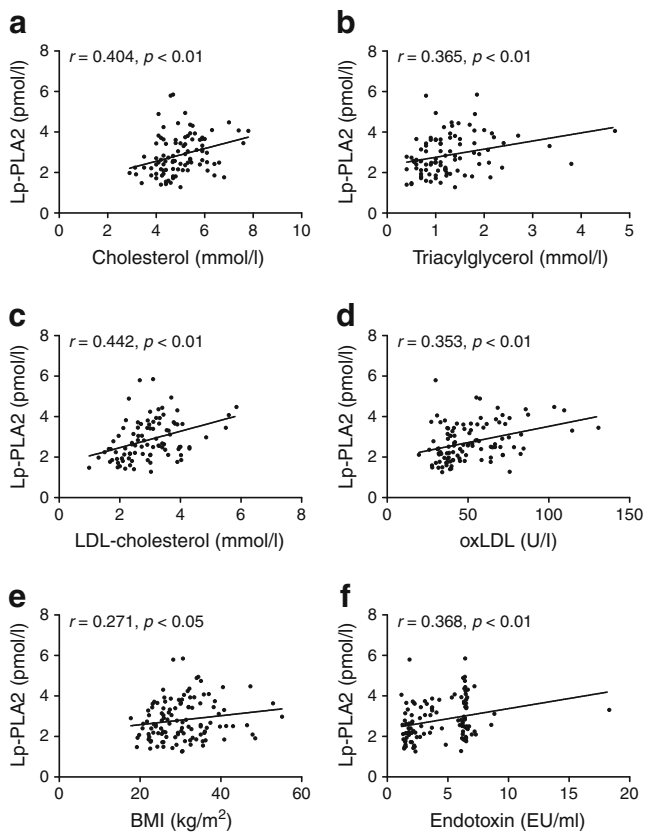 a
b
r = 0.404, p < 0.01
r = 0.365, p < 0.01
8
6
4
2
0
Lp-PLA2 (pmol/l)
0 2 4 6 8 10
Cholesterol (mmol/l)
8
6
4
2
0
Lp-PLA2 (pmol/l)
0 1 2 3 4 5
Triacylglycerol (mmol/l)
c
d
r = 0.442, p < 0.01
r = 0.353, p < 0.01
8
6
4
2
0
Lp-PLA2 (pmol/l)
0 2 4 6 8
LDL-cholesterol (mmol/l)
8
6
4
2
0
Lp-PLA2 (pmol/l)
0 50 100 150
oxLDL (U/l)
e
f
r = 0.271, p < 0.05
r = 0.368, p < 0.01
8
6
4
2
0
Lp-PLA2 (pmol/l)
0 20 40 60
BMI (kg/m²)
8
6
4
2
0
Lp-PLA2 (pmol/l)
0 5 10 15 20
Endotoxin (EU/ml)